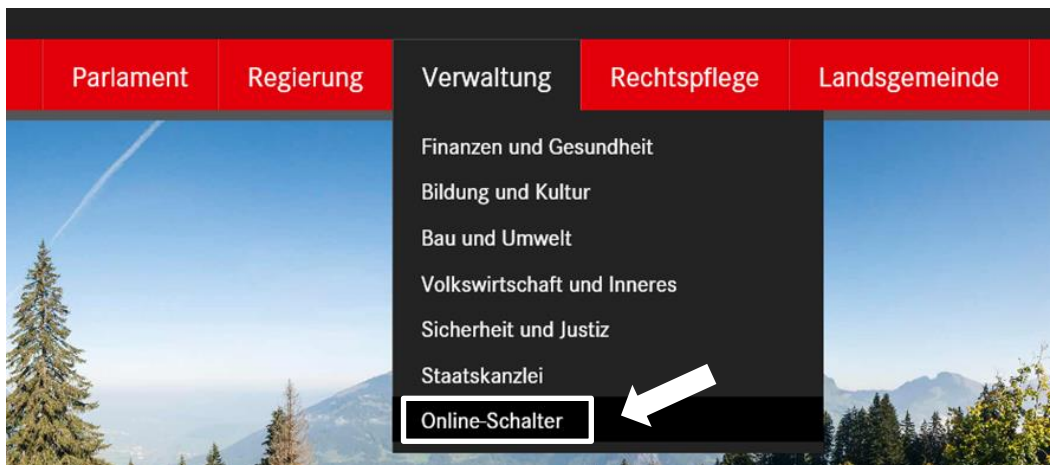 Parlament Regierung Verwaltung Rechtspflege Landsgemeinde
Finanzen und Gesundheit
Bildung und Kultur
Bau und Umwelt
Volkswirtschaft und Inneres
Sicherheit und Justiz
Staatskanzlei
Online-Schalter